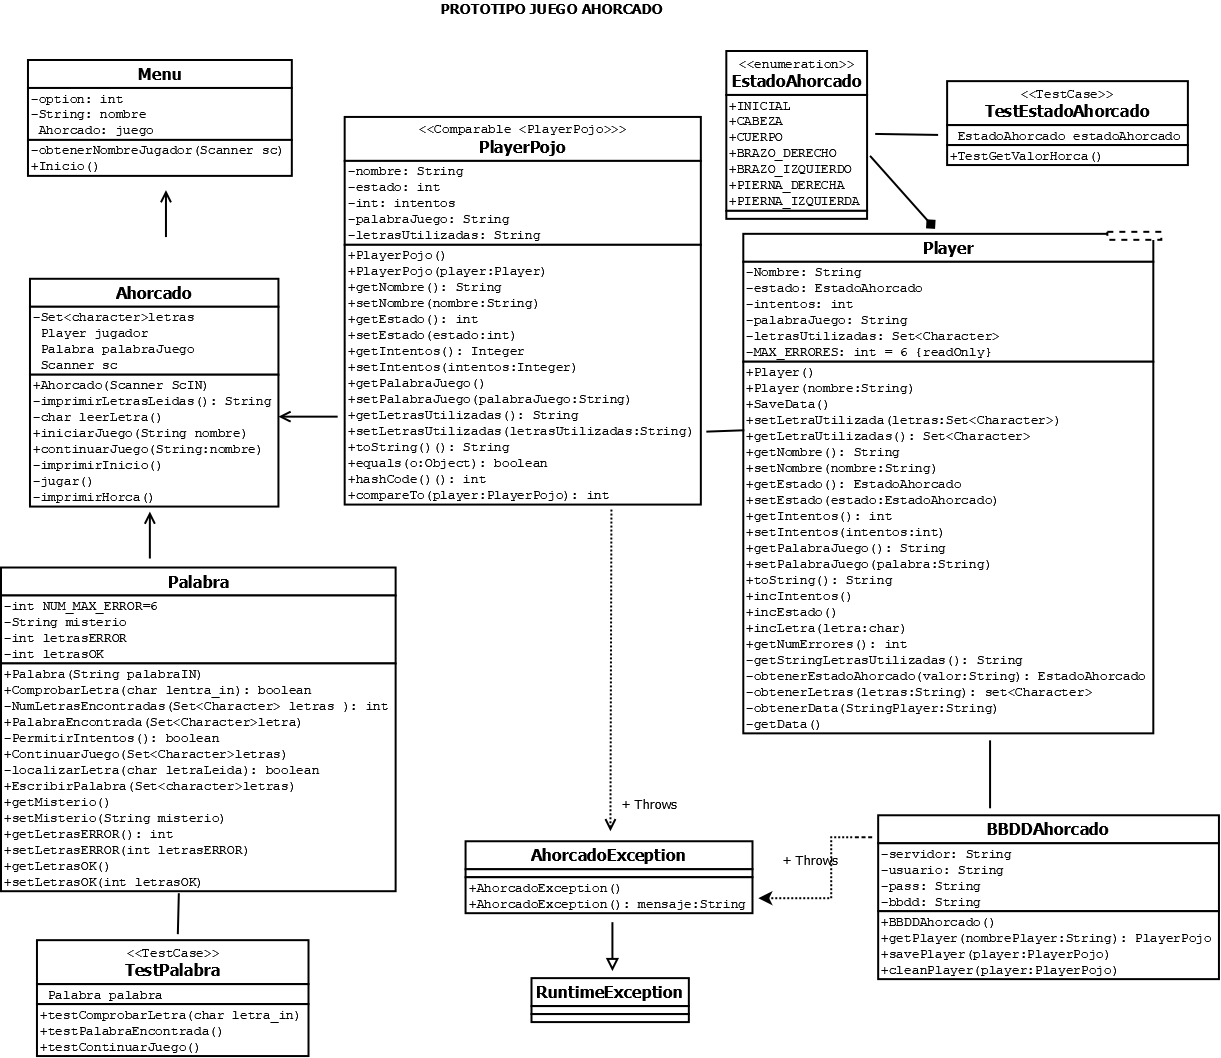 PROTOTIPO JUEGO AHORCADO
Menu
-option: int
-String: nombre
Ahorcado: juego
-obtenerNombreJugador(Scanner sc)
+Inicio()
<<Comparable <PlayerPojo>>>
PlayerPojo
-nombre: String
-estado: int
-int: intentos
-palabraJuego: String
-letrasUtilizadas: String
+PlayerPojo()
+PlayerPojo(player:Player)
+getNombre(): String
+setNombre(nombre:String)
+getEstado(): int
+setEstado(estado:int)
+getIntentos(): Integer
+setIntentos(intentos:Integer)
+getPalabraJuego()
+setPalabraJuego(palabraJuego:String)
+getLetrasUtilizadas(): String
+setLetrasUtilizadas(letrasUtilizadas:String)
+toString()(): String
+equals(o:Object): boolean
+hashCode()(): int
+compareTo(player:PlayerPojo): int
<<enumeration>>
EstadoAhorcado
+INICIAL
+CABEZA
+CUERPO
+BRAZO_DERECHO
+BRAZO_IZQUIERDO
+PIERNA_DERECHA
+PIERNA_IZQUIERDA
<<TestCase>>
TestEstadoAhorcado
EstadoAhorcado estadoAhorcado
+TestGetValorHorca()
Player
-Nombre: String
-estado: EstadoAhorcado
-intentos: int
-palabraJuego: String
-letrasUtilizadas: Set<Character>
-MAX_ERRORES: int = 6 {readOnly}
+Player()
+Player(nombre:String)
+SaveData()
+setLetraUtilizada(letras:Set<Character>)
+getLetraUtilizadas(): Set<Character>
+getNombre(): String
+setNombre(nombre:String)
+getEstado(): EstadoAhorcado
+setEstado(estado:EstadoAhorcado)
+getIntentos(): int
+setIntentos(intentos:int)
+getPalabraJuego(): String
+setPalabraJuego(palabra:String)
+toString(): String
+incIntentos()
+incEstado()
+incLetra(letra:char)
+getNumErrores(): int
-getStringLetrasUtilizadas(): String
-obtenerEstadoAhorcado(valor:String): EstadoAhorcado
-obtenerLetras(letras:String): set<Character>
-obtenerData(StringPlayer:String)
-getData()
Ahorcado
-Set<character>letras
Player jugador
Palabra palabraJuego
Scanner sc
+Ahorcado(Scanner ScIN)
-imprimirLetrasLeidas(): String
-char leerLetra()
+iniciarJuego(String nombre)
+continuarJuego(String:nombre)
-imprimirInicio()
-jugar()
-imprimirHorca()
Palabra
-int NUM_MAX_ERROR=6
-String misterio
-int letrasERROR
-int letrasOK
+Palabra(String palabraIN)
+ComprobarLetra(char lentra_in): boolean
-NumLetrasEncontradas(Set<Character> letras ): int
+PalabraEncontrada(Set<Character>letra)
-PermitirIntentos(): boolean
+ContinuarJuego(Set<Character>letras)
-localizarLetra(char letraLeida): boolean
+EscribirPalabra(Set<character>letras)
+getMisterio()
+setMisterio(String misterio)
+getLetrasERROR(): int
+setLetrasERROR(int letrasERROR)
+getLetrasOK()
+setLetrasOK(int letrasOK)
<<TestCase>>
TestPalabra
Palabra palabra
+testComprobarLetra(char letra_in)
+testPalabraEncontrada()
+testContinuarJuego()
+ Throws
AhorcadoException
+AhorcadoException()
+AhorcadoException(): mensaje:String
RuntimeException
+ Throws
BBDDAhorcado
-servidor: String
-usuario: String
-pass: String
-bbdd: String
+BBDDAhorcado()
+getPlayer(nombrePlayer:String): PlayerPojo
+savePlayer(player:PlayerPojo)
+cleanPlayer(player:PlayerPojo)